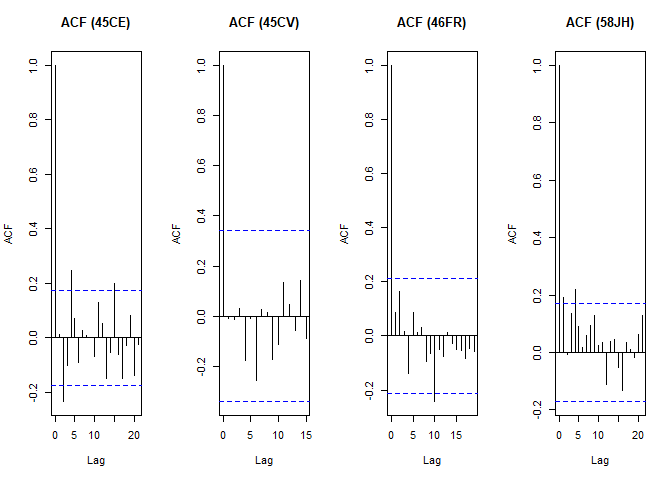 ACF (45CE) ACF (45CV) ACF (46FR) ACF (58JH)
ACF ACF ACF ACF
1.0 1.0 1.0 1.0
0.8 0.8 0.8 0.8
0.6 0.6 0.6 0.6
0.4 0.4 0.4 0.4
0.2 0.2 0.2 0.2
0.0 0.0 0.0 0.0
-0.2 -0.2 -0.2 -0.2
0 5 10 20 0 5 10 15 0 5 10 15 0 5 10 20
Lag Lag Lag Lag